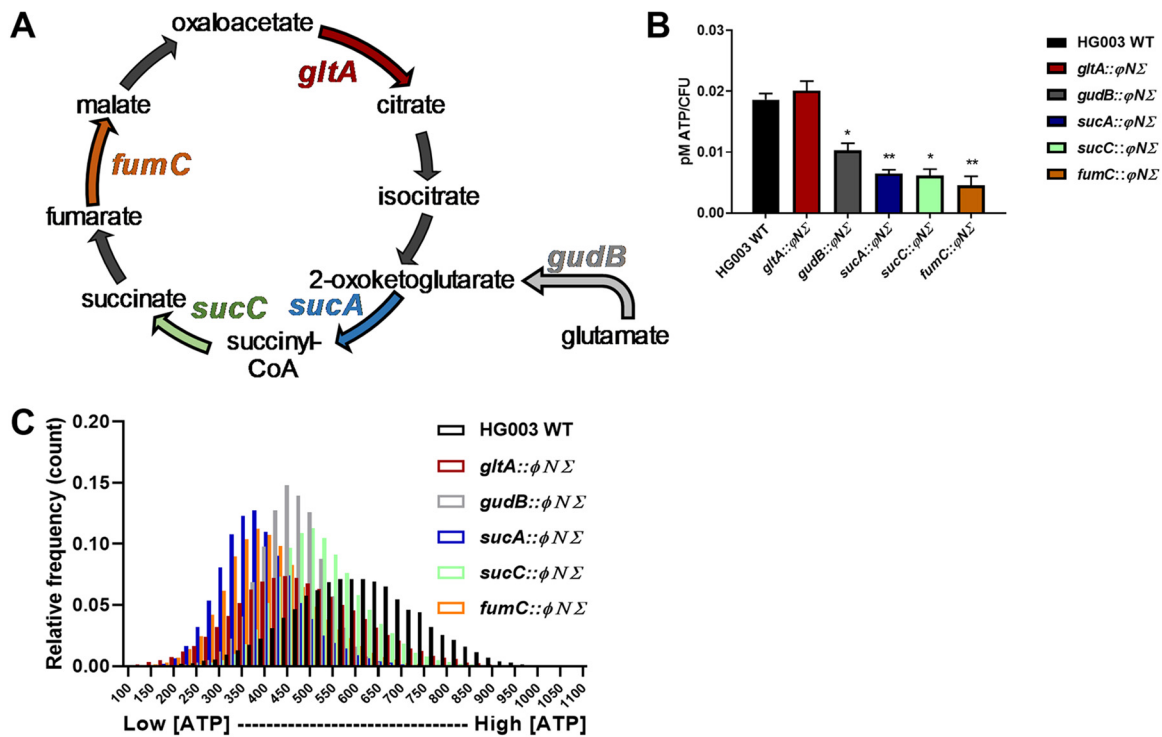 A
oxaloacetate
gltA
citrate
isocitrate
2-oxoketoglutarate
gudB
glutamate
sucA
succinyl-
CoA
sucC
succinate
fumarate
fumC
malate
B
pM ATP/CFU
0.03
0.02
0.01
0.00
*
**
*
**
HG003 WT
gltA::φNΣ
gudB::φNΣ
sucA::φNΣ
sucC::φNΣ
fumC::φNΣ
HG003 WT
gltA::φNΣ
gudB::φNΣ
sucA::φNΣ
sucC::φNΣ
fumC::φNΣ
C
Relative frequency (count)
0.20
0.15
0.10
0.05
0.00
HG003 WT
gltA::ϕNΣ
gudB::ϕNΣ
sucA::ϕNΣ
sucC::ϕNΣ
fumC::ϕNΣ
100 150 200 250 300 350 400 450 500 550 600 650 700 750 800 850 900 950 1000 1050 1100
Low [ATP] ---------------------- High [ATP]